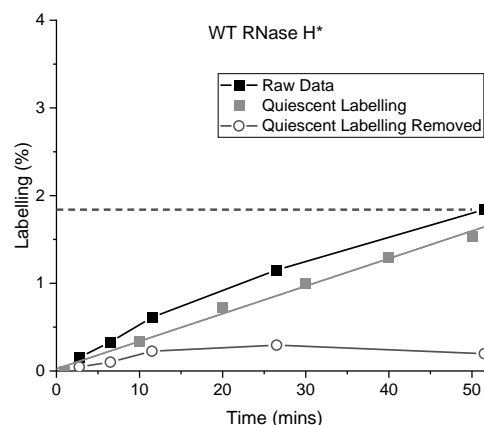 WT RNase H*
Raw Data
Quiescent Labelling
Quiescent Labelling Removed
Labelling (%)
4
3
2
1
0
0 10 20 30 40 50
Time (mins)